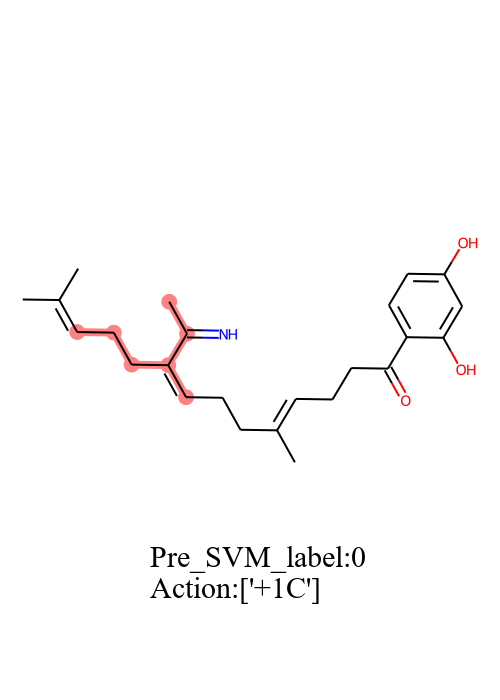 OH
NH
OH
O
Pre_SVM_label:0
Action:['+1C']